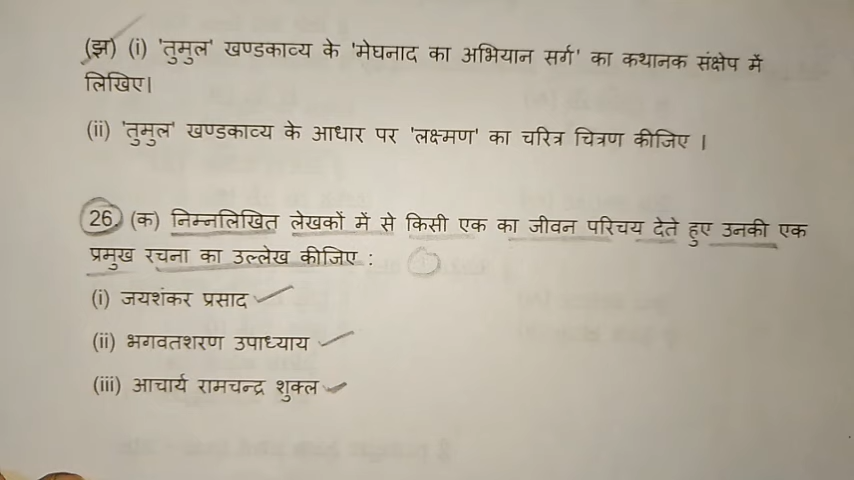 (झ) (i) 'तुमुल' खण्डकाव्य के 'मेघनाद का अभियान सर्ग' का कथानक संक्षेप में
लिखिए।
(ii) 'तुमुल' खण्डकाव्य के आधार पर 'लक्ष्मण' का चरित्र चित्रण कीजिए ।
26 (क) निम्नलिखित लेखकों में से किसी एक का जीवन परिचय देते हुए उनकी एक
प्रमुख रचना का उल्लेख कीजिए :
(i) जयशंकर प्रसाद
(ii) भगवतशरण उपाध्याय
(iii) आचार्य रामचन्द्र शुक्ल